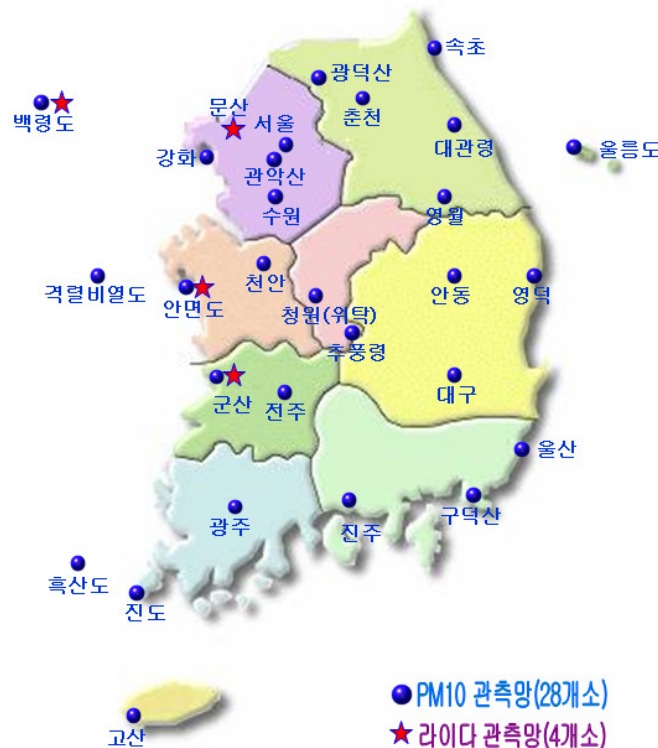 속초
광덕산
춘천
백령도
문산
서울
대관령
울릉도
강화
관악산
수원
영월
격렬비열도
안면도
천안
청원(위탁)
추풍령
안동
영덕
군산
전주
대구
울산
구덕산
광주
진주
흑산도
진도
고산
PM10 관측망(28개소)
라이다 관측망(4개소)